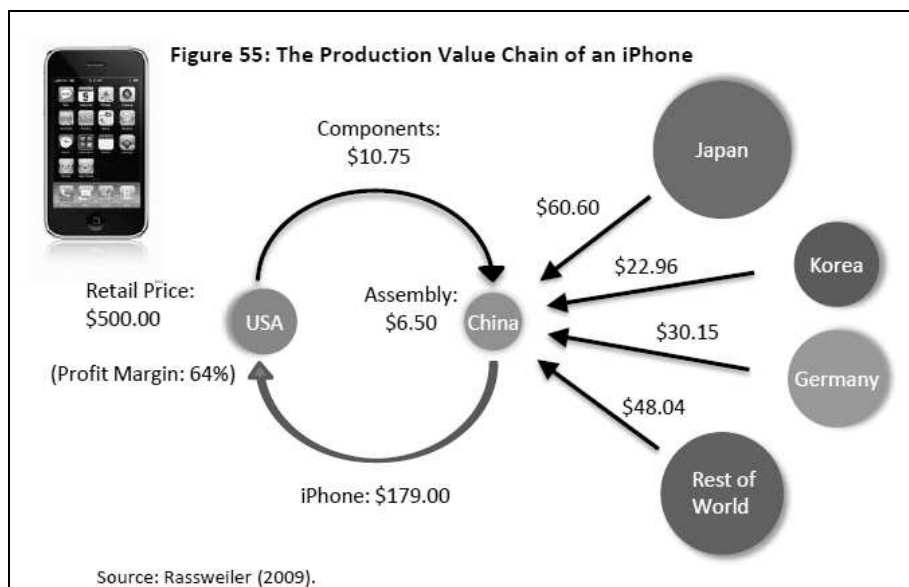 Figure 55: The Production Value Chain of an iPhone
Components:
$10.75
Japan
$60.60
$22.96
Korea
Retail Price:
$500.00
USA
Assembly:
$6.50
China
$30.15
(Profit Margin: 64%)
Germany
$48.04
iPhone: $179.00
Rest of
World
Source: Rassweiler (2009).